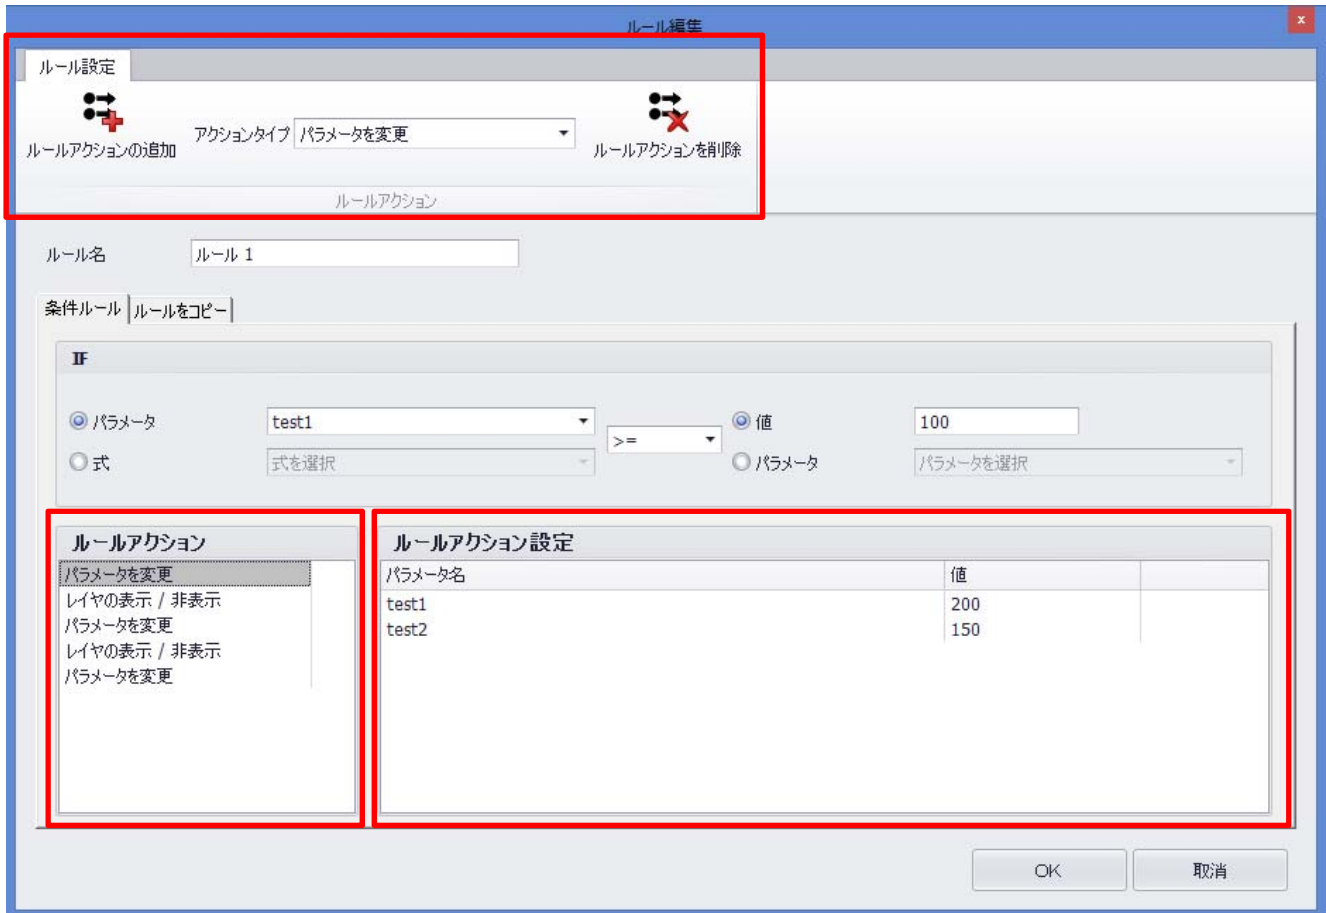 ルール編集
x
ルール設定
ルールアクションの追加
アクションタイプ パラメータを変更
ルールアクションを削除
ルールアクション
ルール名 ルール 1
条件ルール ルールをコピー
IF
パラメータ test1 >= 値 100
式 式を選択 パラメータ パラメータを選択
ルールアクション
パラメータを変更
レイヤの表示 / 非表示
パラメータを変更
レイヤの表示 / 非表示
パラメータを変更
ルールアクション設定
パラメータ名 値
test1 200
test2 150
OK 取消